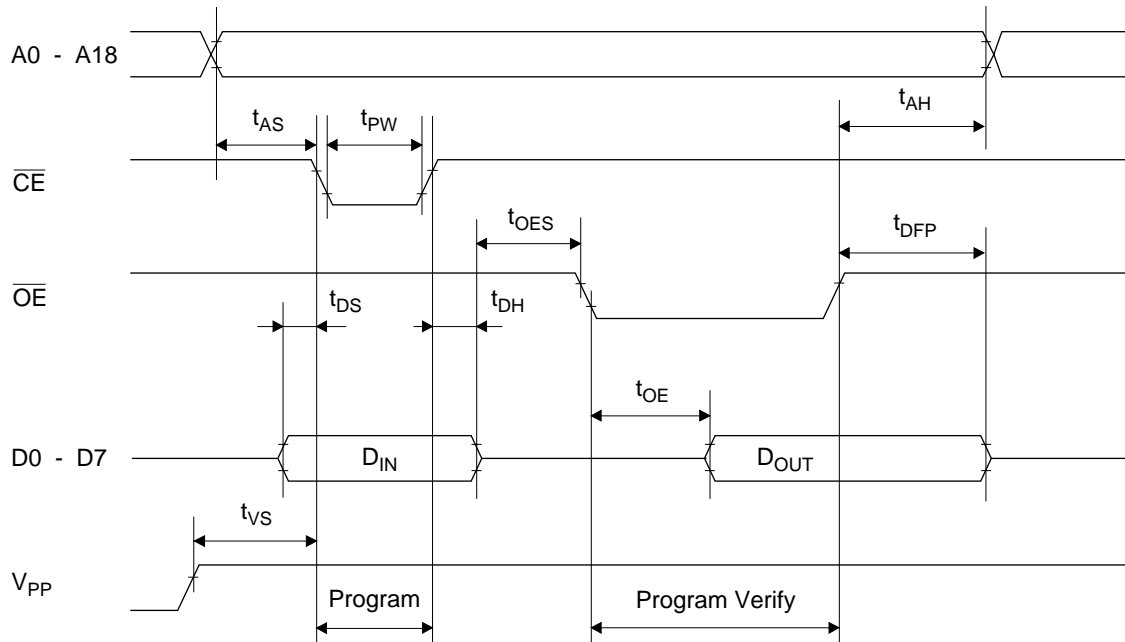 A0 - A18
tAS
tPW
tAH
CE
tOES
tDFP
OE
tDS
tDH
tOE
D0 - D7
DIN
DOUT
tVS
VPP
Program
Program Verify